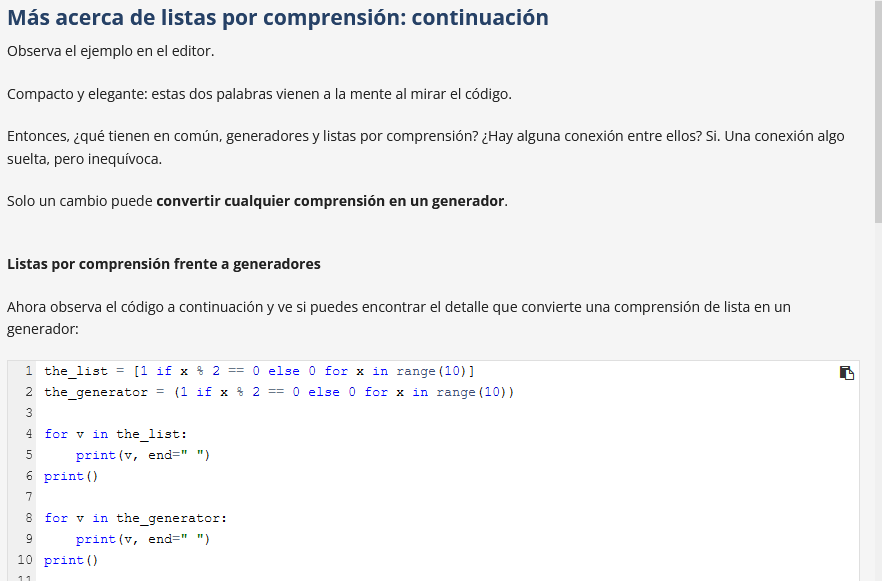 Más acerca de listas por comprensión: continuación
Observa el ejemplo en el editor.
Compacto y elegante: estas dos palabras vienen a la mente al mirar el código.
Entonces, ¿qué tienen en común, generadores y listas por comprensión? ¿Hay alguna conexión entre ellos? Si. Una conexión algo
suelta, pero inequívoca.
Solo un cambio puede convertir cualquier comprensión en un generador.
Listas por comprensión frente a generadores
Ahora observa el código a continuación y ve si puedes encontrar el detalle que convierte una comprensión de lista en un
generador:
1 the_list = [1 if x % 2 == 0 else 0 for x in range(10)]
2 the_generator = (1 if x % 2 == 0 else 0 for x in range(10))
3
4 for v in the_list:
5     print(v, end=" ")
6 print()
7
8 for v in the_generator:
9     print(v, end=" ")
10 print()
11